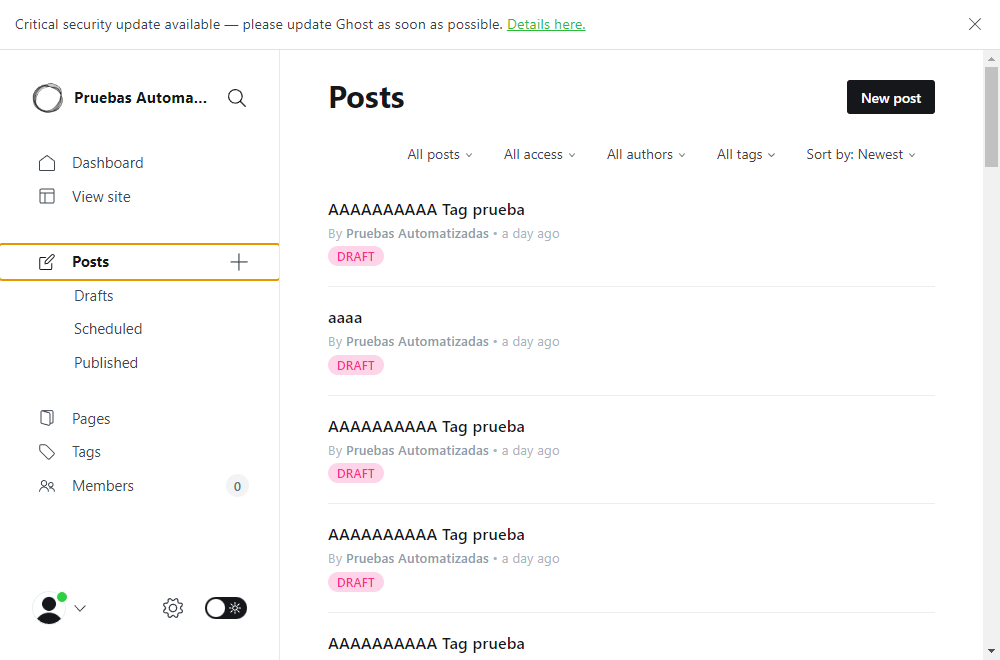 Critical security update available — please update Ghost as soon as possible. Details here.
Pruebas Automa...
Dashboard
View site
Posts
Drafts
Scheduled
Published
Pages
Tags
Members 0
Posts
New post
All posts All access All authors All tags Sort by: Newest
AAAAAAAAAA Tag prueba
By Pruebas Automatizadas • a day ago
DRAFT
aaaa
By Pruebas Automatizadas • a day ago
DRAFT
AAAAAAAAAA Tag prueba
By Pruebas Automatizadas • a day ago
DRAFT
AAAAAAAAAA Tag prueba
By Pruebas Automatizadas • a day ago
DRAFT
AAAAAAAAAA Tag prueba